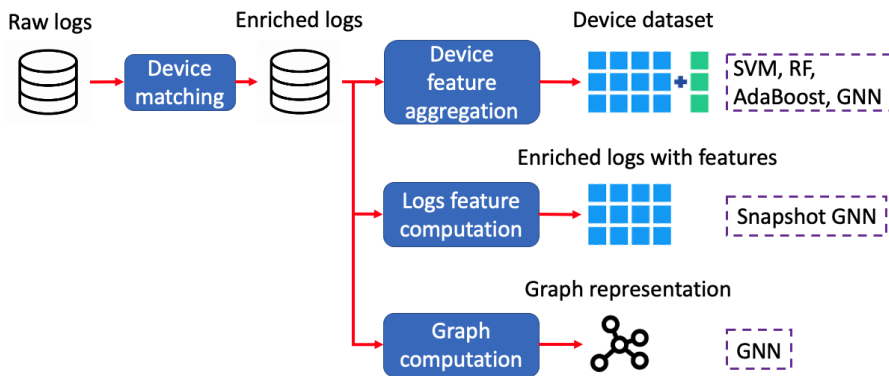 Raw logs
Enriched logs
Device dataset
Device
matching
Device
feature
aggregation
SVM, RF,
AdaBoost, GNN
Enriched logs with features
Logs feature
computation
Snapshot GNN
Graph representation
Graph
computation
GNN